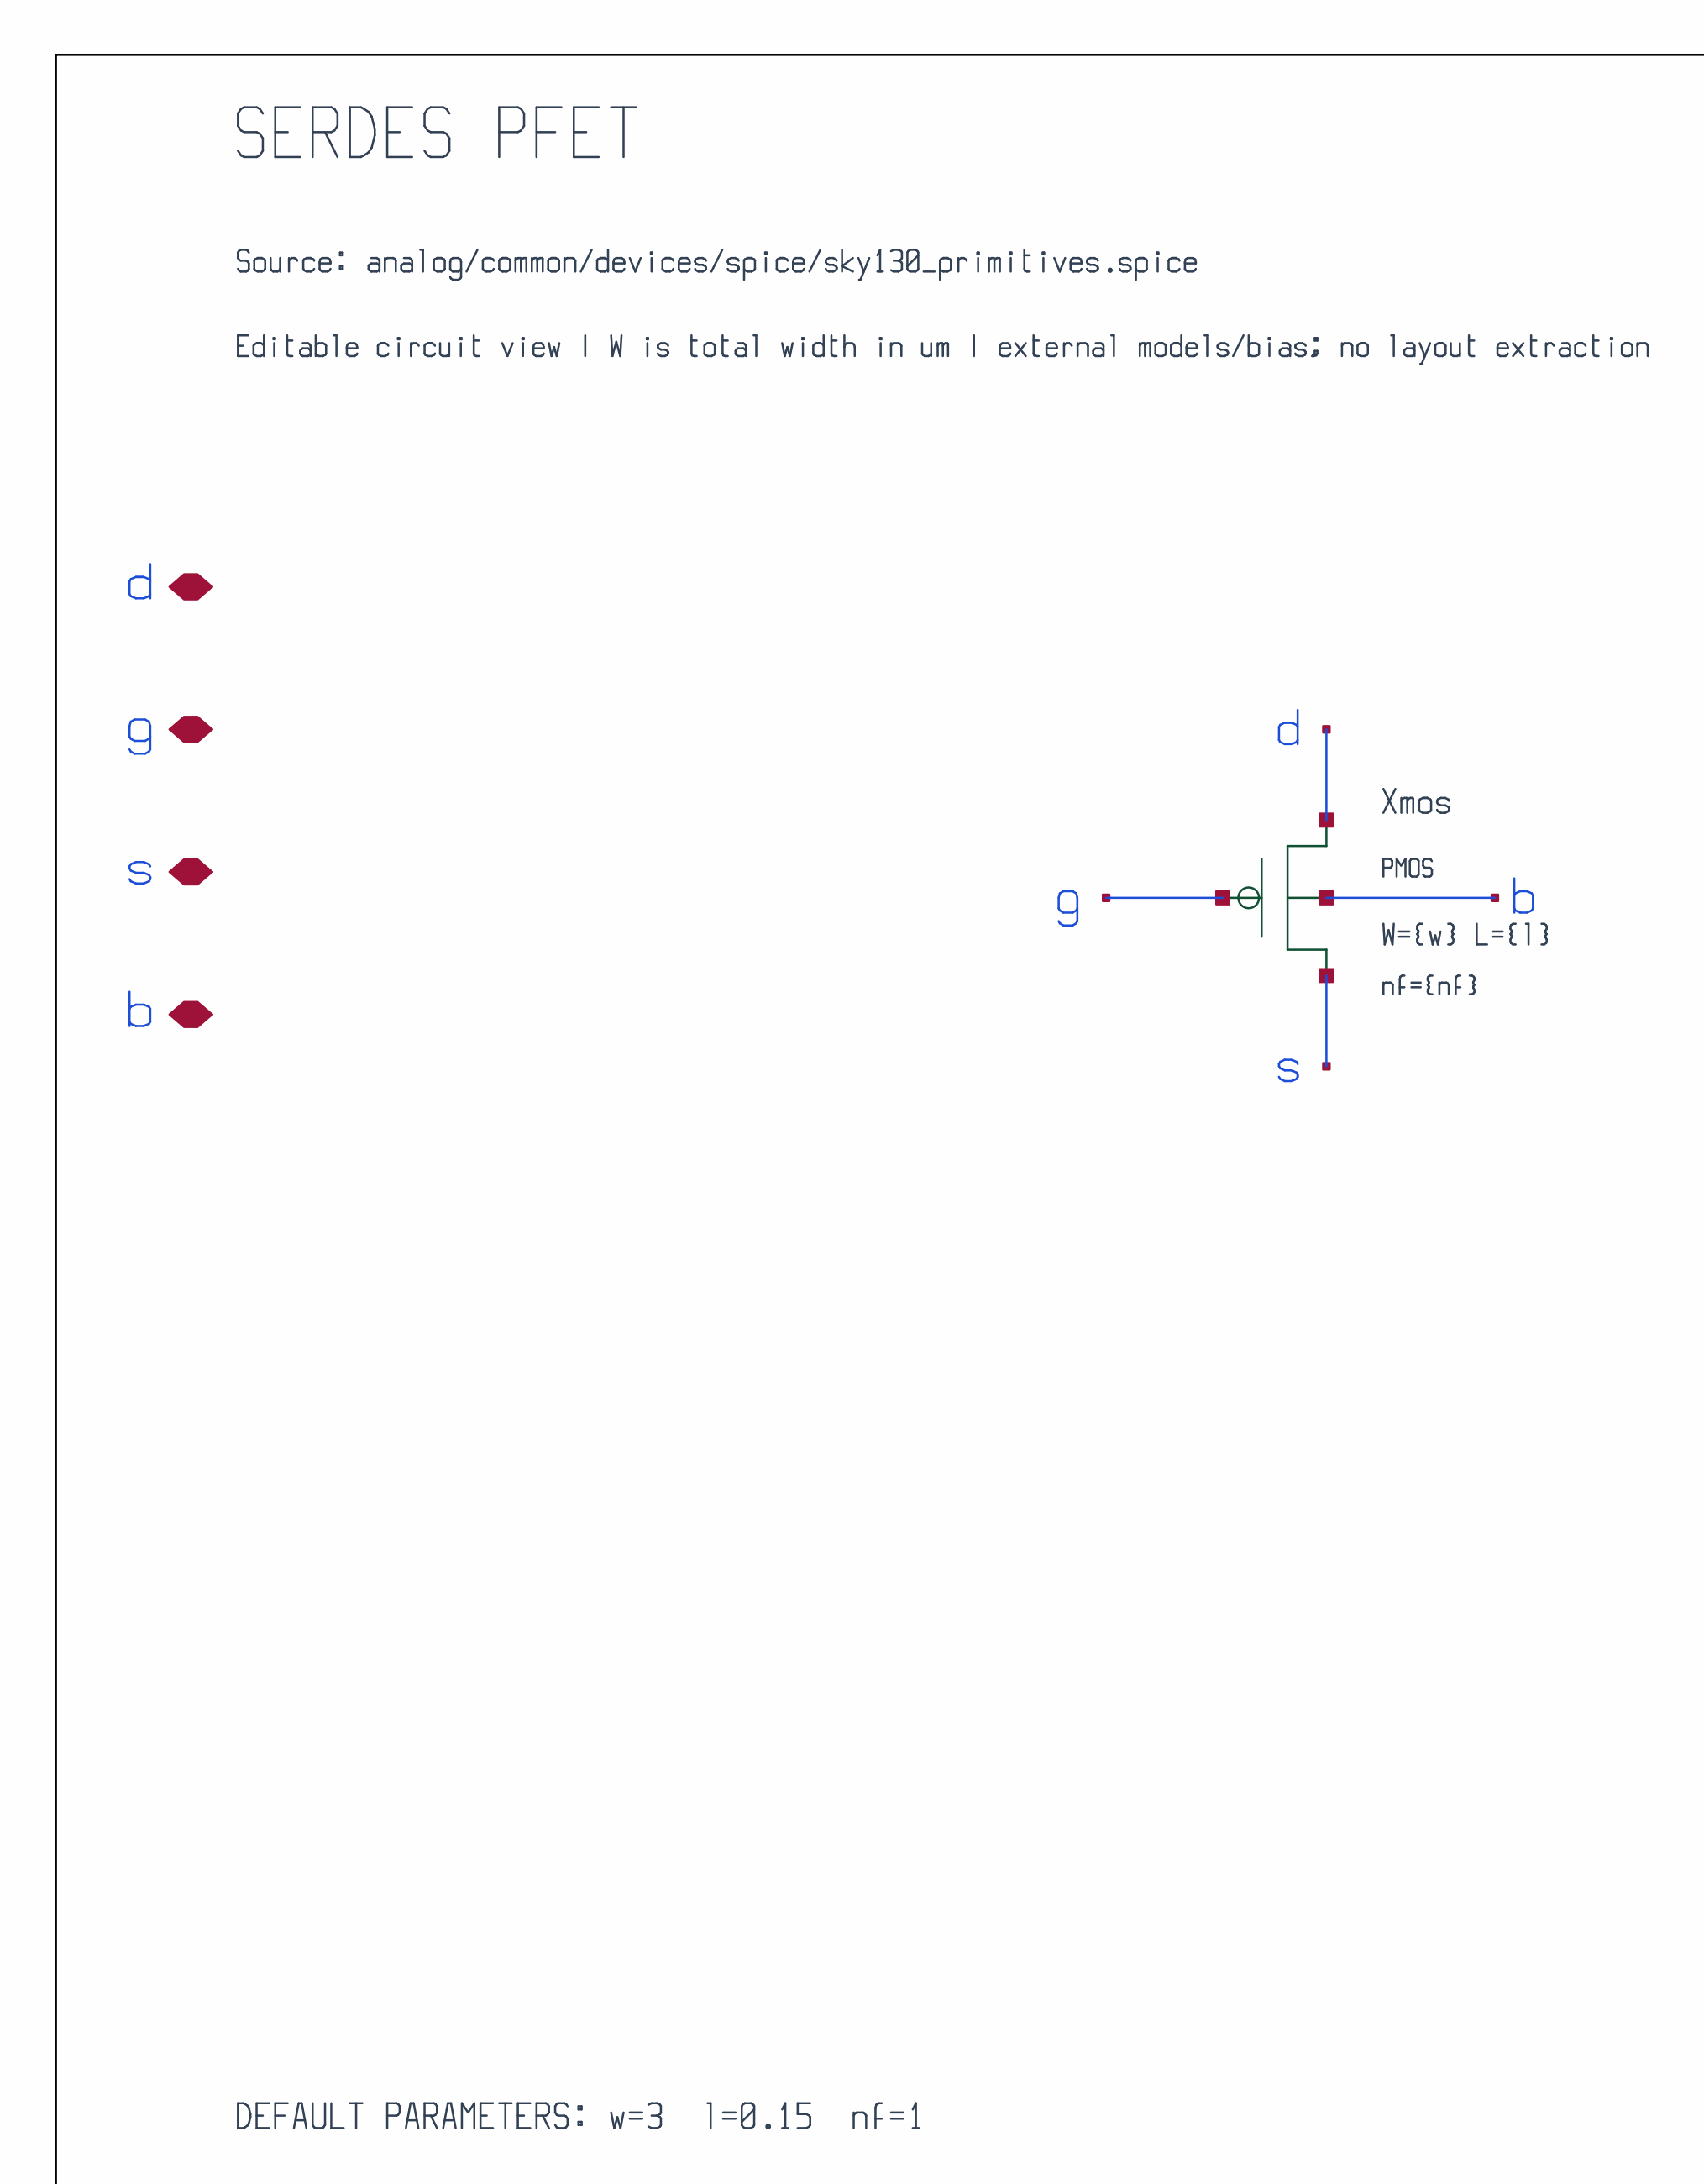 SERDES PFET
Source: analog/common/devices/spice/sky130_primitives.spice
Editable circuit view | W is total width in um | external models/bias; no layout extraction
d
g
s
b
d
Xmos
PMOS
g
b
W={w} L={l}
nf={nf}
s
DEFAULT PARAMETERS: w=3 l=0.15 nf=1